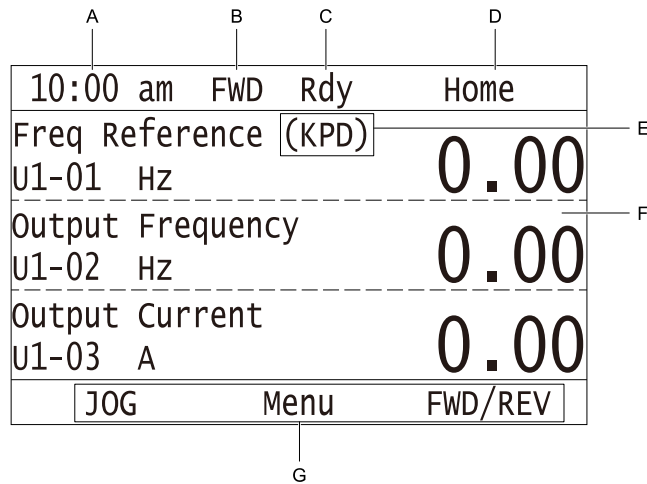 A B C D
10:00 am FWD Rdy Home
Freq Reference (KPD) E
U1-01 Hz 0.00
F
Output Frequency
U1-02 Hz 0.00
Output Current
U1-03 A 0.00
JOG Menu FWD/REV
G